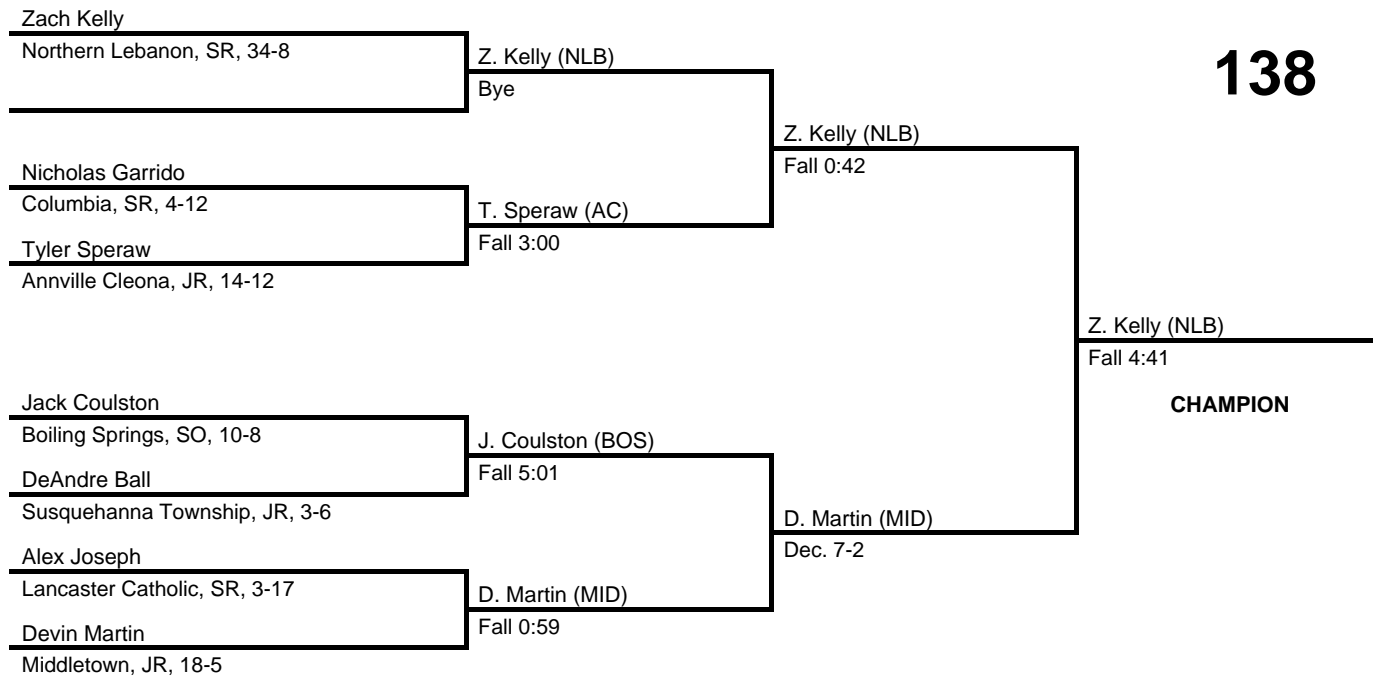 Zach Kelly
Northern Lebanon, SR, 34-8
Z. Kelly (NLB)
Bye
138
Z. Kelly (NLB)
Fall 0:42
Nicholas Garrido
Columbia, SR, 4-12
T. Speraw (AC)
Fall 3:00
Tyler Speraw
Annville Cleona, JR, 14-12
Z. Kelly (NLB)
Fall 4:41
CHAMPION
Jack Coulston
Boiling Springs, SO, 10-8
J. Coulston (BOS)
Fall 5:01
DeAndre Ball
Susquehanna Township, JR, 3-6
D. Martin (MID)
Dec. 7-2
Alex Joseph
Lancaster Catholic, SR, 3-17
D. Martin (MID)
Fall 0:59
Devin Martin
Middletown, JR, 18-5